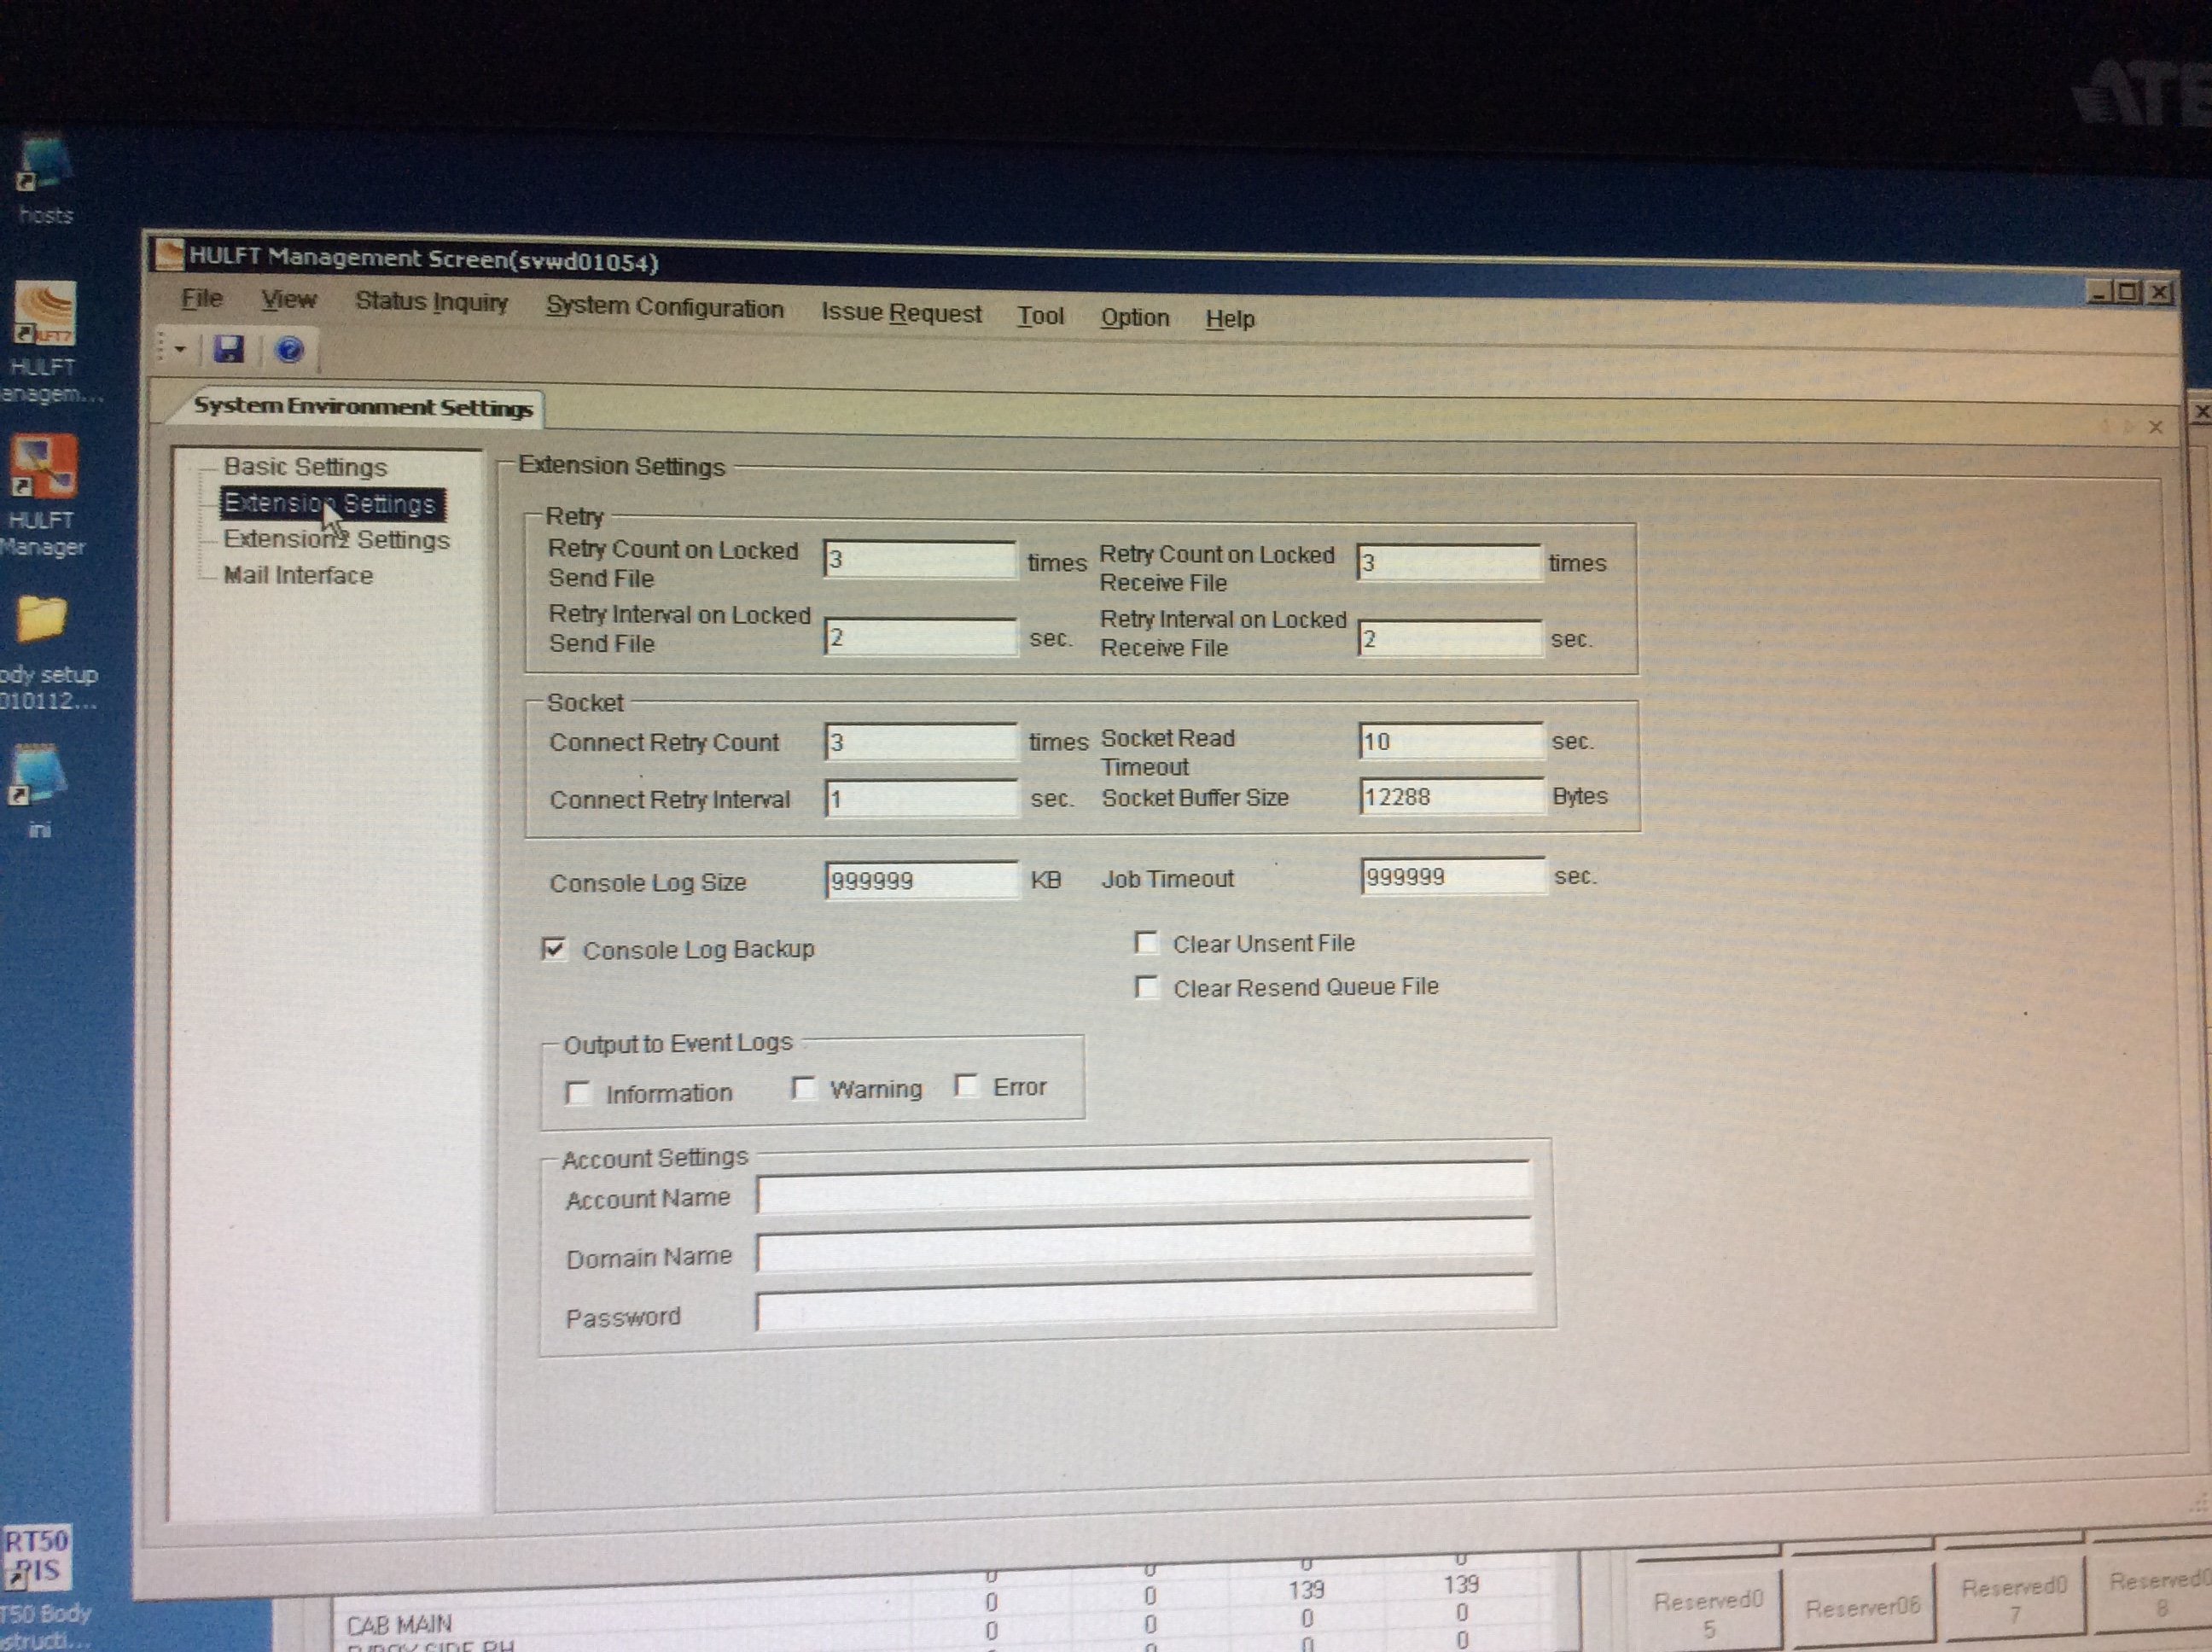 hosts
HULFT Management Screen(svwd01054)
File View Status Inquiry System Configuration Issue Request Tool Option Help
HULFT
anagem...
HULFT
Manager
ody setup
010112...
ini
RT50
PIS
T50 Body
structi...
System Environment Settings
Basic Settings
Extension Settings
Extension2 Settings
Mail Interface
Extension Settings
Retry
Retry Count on Locked
Send File
3
times
Retry Count on Locked
Receive File
3
times
Retry Interval on Locked
Send File
2
sec.
Retry Interval on Locked
Receive File
2
sec.
Socket
Connect Retry Count
3
times
Socket Read
Timeout
10
sec.
Connect Retry Interval
1
sec.
Socket Buffer Size
12288
Bytes
Console Log Size
999999
KB
Job Timeout
999999
sec.
Console Log Backup
Clear Unsent File
Clear Resend Queue File
Output to Event Logs
Information Warning Error
Account Settings
Account Name
Domain Name
Password
0 0 139 139
CAB MAIN 0 0 0 0
Reserved0
5
Reserver06
Reserved0
7
Reserved0
8